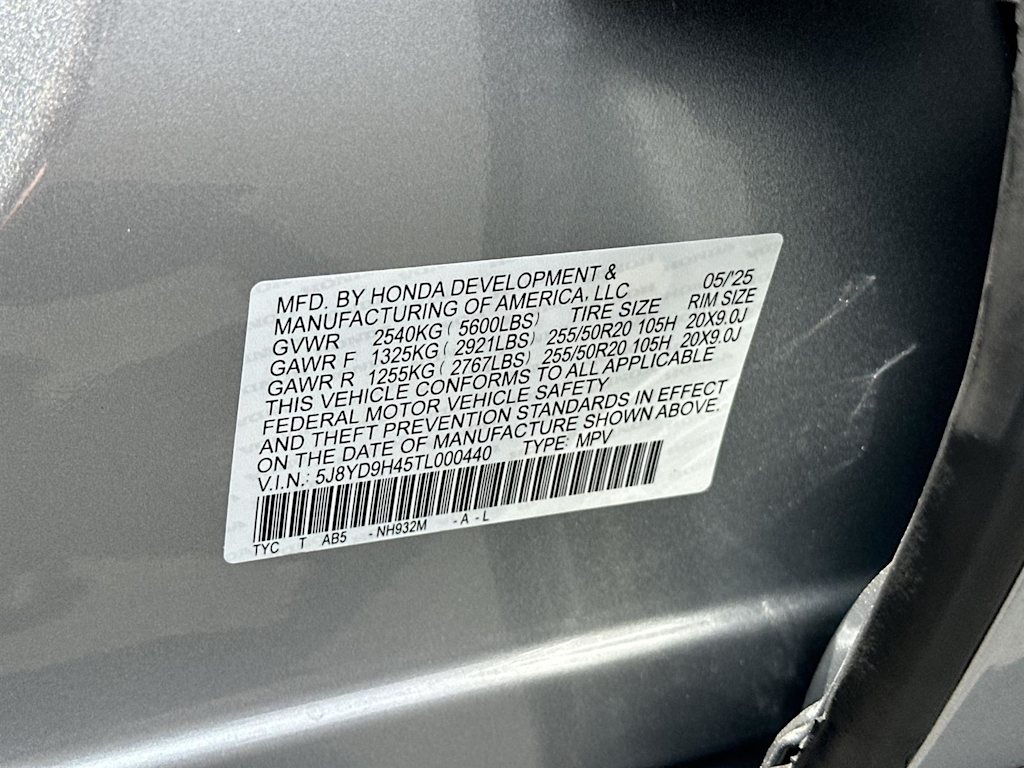 MFD. BY HONDA DEVELOPMENT & 05/'25
MANUFACTURING OF AMERICA, LLC
GVWR 2540KG ( 5600LBS) TIRE SIZE RIM SIZE
GAWR F 1325KG ( 2921LBS) 255/50R20 105H 20X9.0J
GAWR R 1255KG ( 2767LBS) 255/50R20 105H 20X9.0J
THIS VEHICLE CONFORMS TO ALL APPLICABLE
FEDERAL MOTOR VEHICLE SAFETY
AND THEFT PREVENTION STANDARDS IN EFFECT
ON THE DATE OF MANUFACTURE SHOWN ABOVE.
V.I.N.: 5J8YD9H45TL000440 TYPE: MPV
TYC T AB5 - NH932M - A - L